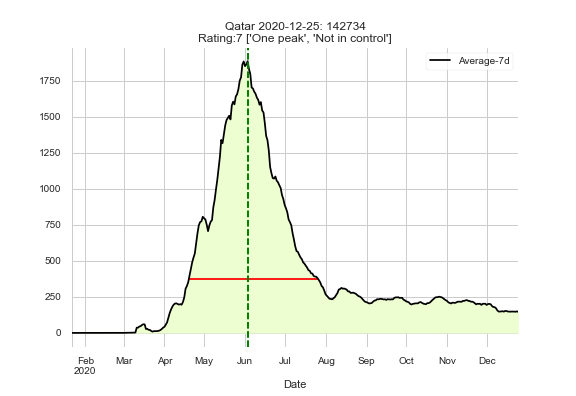 Qatar 2020-12-25: 142734
Rating:7 ['One peak', 'Not in control']
Average-7d
1750
1500
1250
1000
750
500
250
0
Feb Mar Apr May Jun Jul Aug Sep Oct Nov Dec
2020
Date